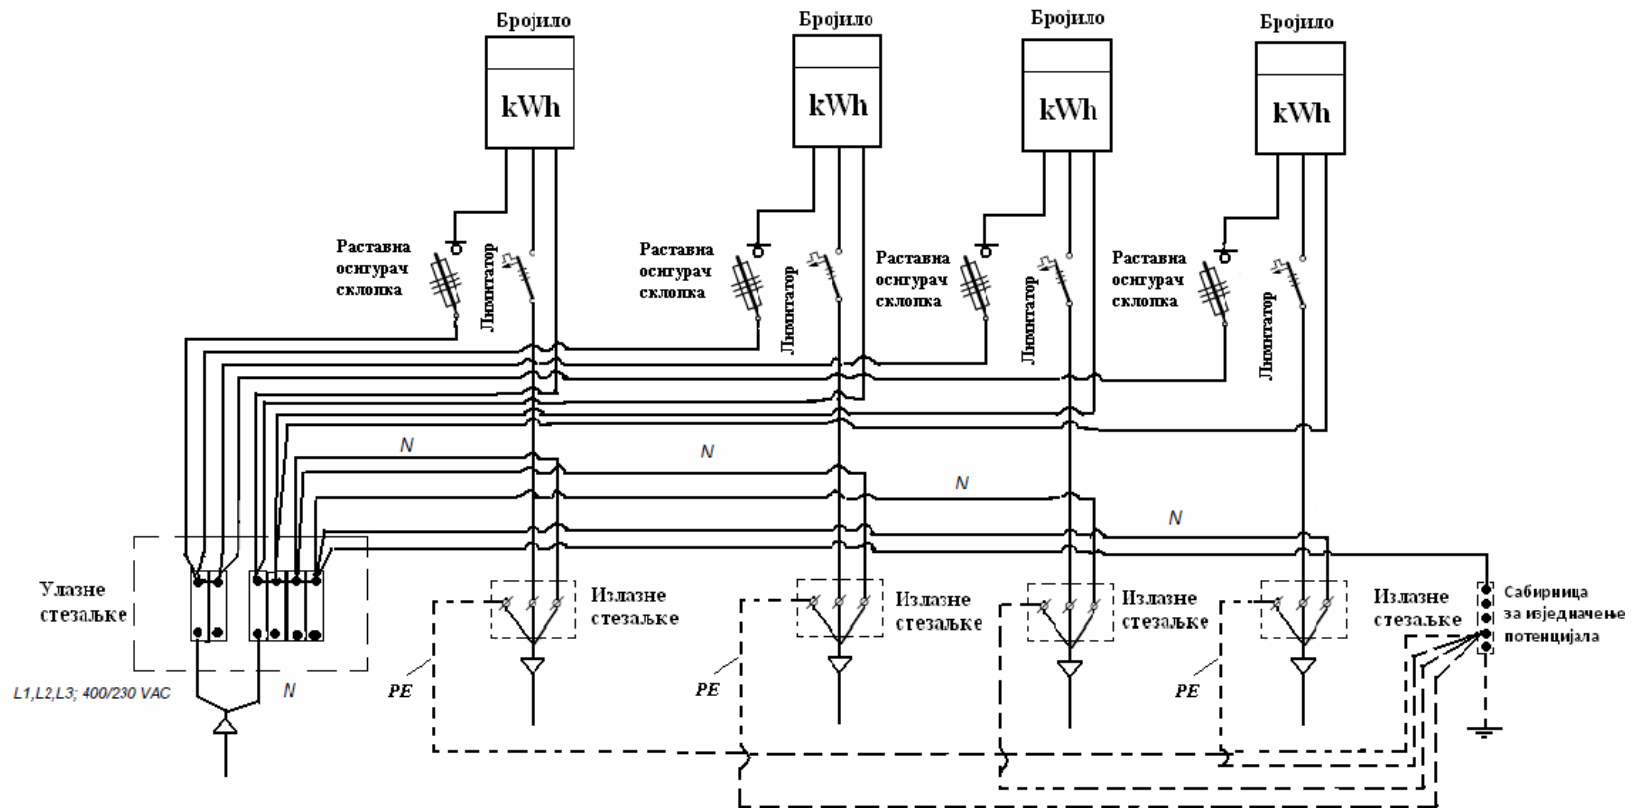 Бројило
Бројило
Бројило
Бројило
kWh
kWh
kWh
kWh
Раставна
осигурач
склопка
Лимитатор
Раставна
осигурач
склопка
Лимитатор
Раставна
осигурач
склопка
Лимитатор
Раставна
осигурач
склопка
Лимитатор
N
N
N
N
Улазне
стезаљке
Излазне
стезаљке
Излазне
стезаљке
Излазне
стезаљке
Излазне
стезаљке
Сабирница
за изједначење
потенцијала
L1,L2,L3; 400/230 VAC
N
PE
PE
PE